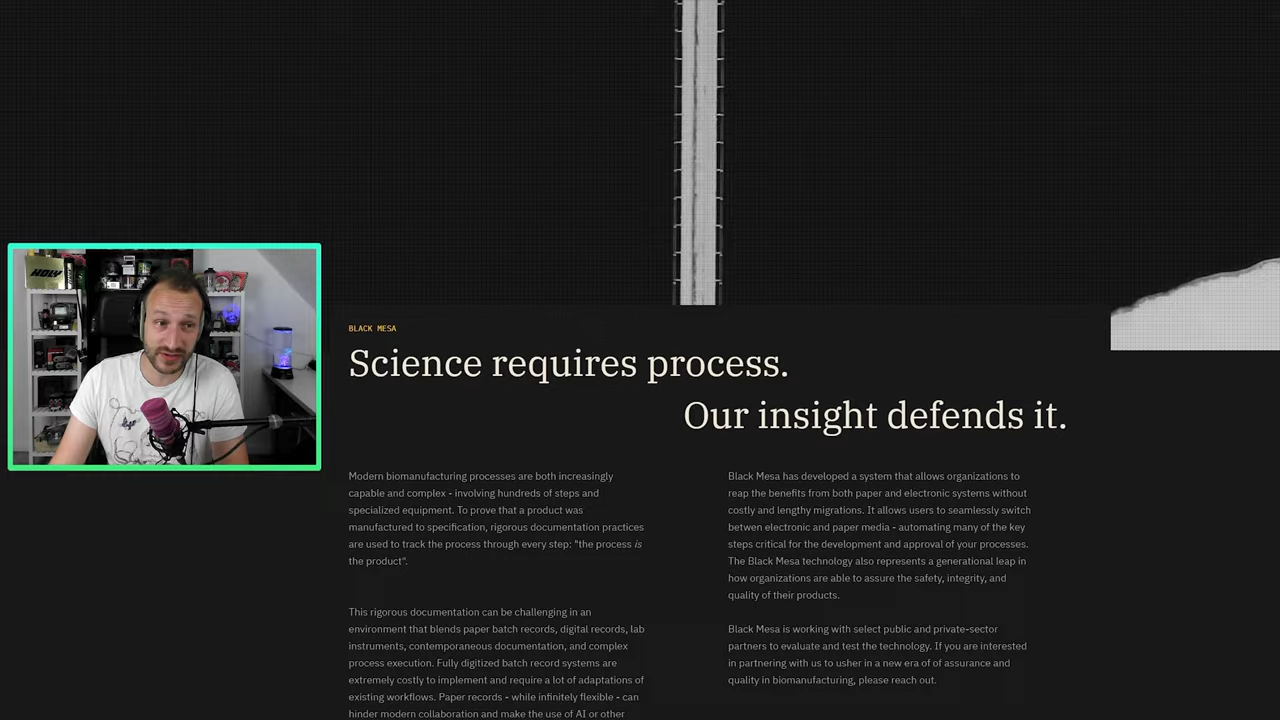 HOLY
BLACK MESA
Science requires process.
Our insight defends it.
Modern biomanufacturing processes are both increasingly
capable and complex - involving hundreds of steps and
specialized equipment. To prove that a product was
manufactured to specification, rigorous documentation practices
are used to track the process through every step: "the process is
the product".
This rigorous documentation can be challenging in an
environment that blends paper batch records, digital records, lab
instruments, contemporaneous documentation, and complex
process execution. Fully digitized batch record systems are
extremely costly to implement and require a lot of adaptations of
existing workflows. Paper records - while infinitely flexible - can
hinder modern collaboration and make the use of AI or other
Black Mesa has developed a system that allows organizations to
reap the benefits from both paper and electronic systems without
costly and lengthy migrations. It allows users to seamlessly switch
betwen electronic and paper media - automating many of the key
steps critical for the development and approval of your processes.
The Black Mesa technology also represents a generational leap in
how organizations are able to assure the safety, integrity, and
quality of their products.
Black Mesa is working with select public and private-sector
partners to evaluate and test the technology. If you are interested
in partnering with us to usher in a new era of of assurance and
quality in biomanufacturing, please reach out.